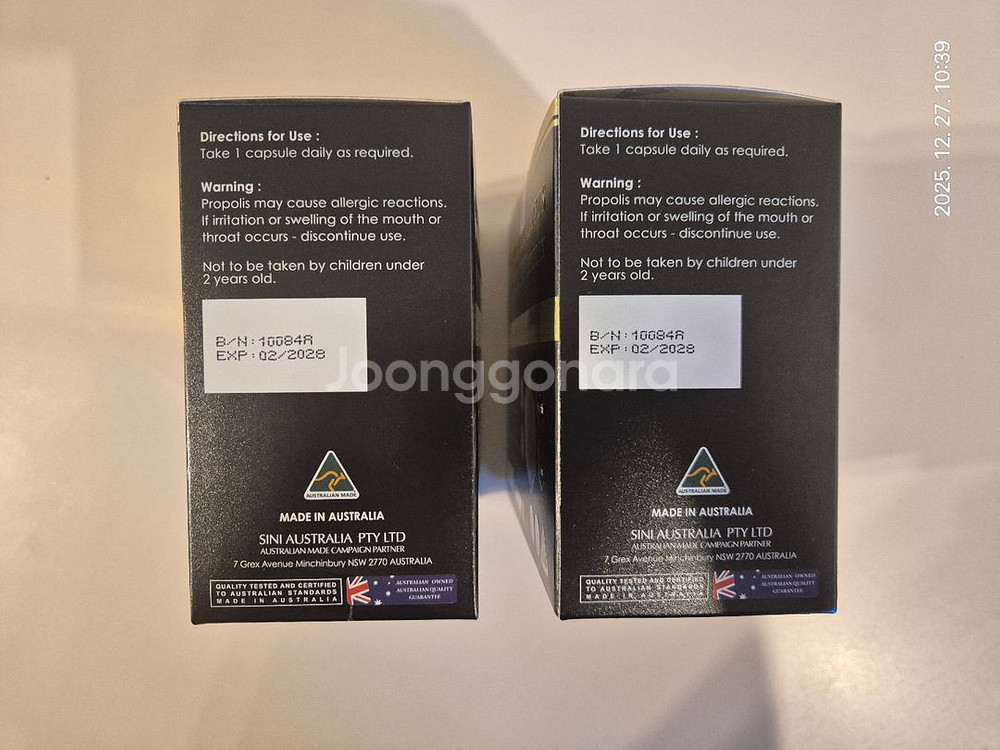 Directions for Use :
Take 1 capsule daily as required.
Warning :
Propolis may cause allergic reactions.
If irritation or swelling of the mouth or
throat occurs - discontinue use.
Not to be taken by children under
2 years old.
B/N:10084A
EXP:02/2028
AUSTRALIAN MADE
MADE IN AUSTRALIA
SINI AUSTRALIA PTY LTD
AUSTRALIAN MADE CAMPAIGN PARTNER
7 Grex Avenue Minchinbury NSW 2770 AUSTRALIA
QUALITY TESTED AND CERTIFIED
TO AUSTRALIAN STANDARDS
MADE IN AUSTRALIA
AUSTRALIAN OWNED
AUSTRALIAN QUALITY
GUARANTEE
Directions for Use :
Take 1 capsule daily as required.
Warning :
Propolis may cause allergic reactions.
If irritation or swelling of the mouth or
throat occurs - discontinue use.
Not to be taken by children under
2 years old.
B/N:10084A
EXP:02/2028
AUSTRALIAN MADE
MADE IN AUSTRALIA
SINI AUSTRALIA PTY LTD
AUSTRALIAN MADE CAMPAIGN PARTNER
7 Grex Avenue Minchinbury NSW 2770 AUSTRALIA
QUALITY TESTED AND CERTIFIED
TO AUSTRALIAN STANDARDS
MADE IN AUSTRALIA
AUSTRALIAN OWNED
AUSTRALIAN QUALITY
GUARANTEE
Joonggonara
2025. 12. 27. 10:39